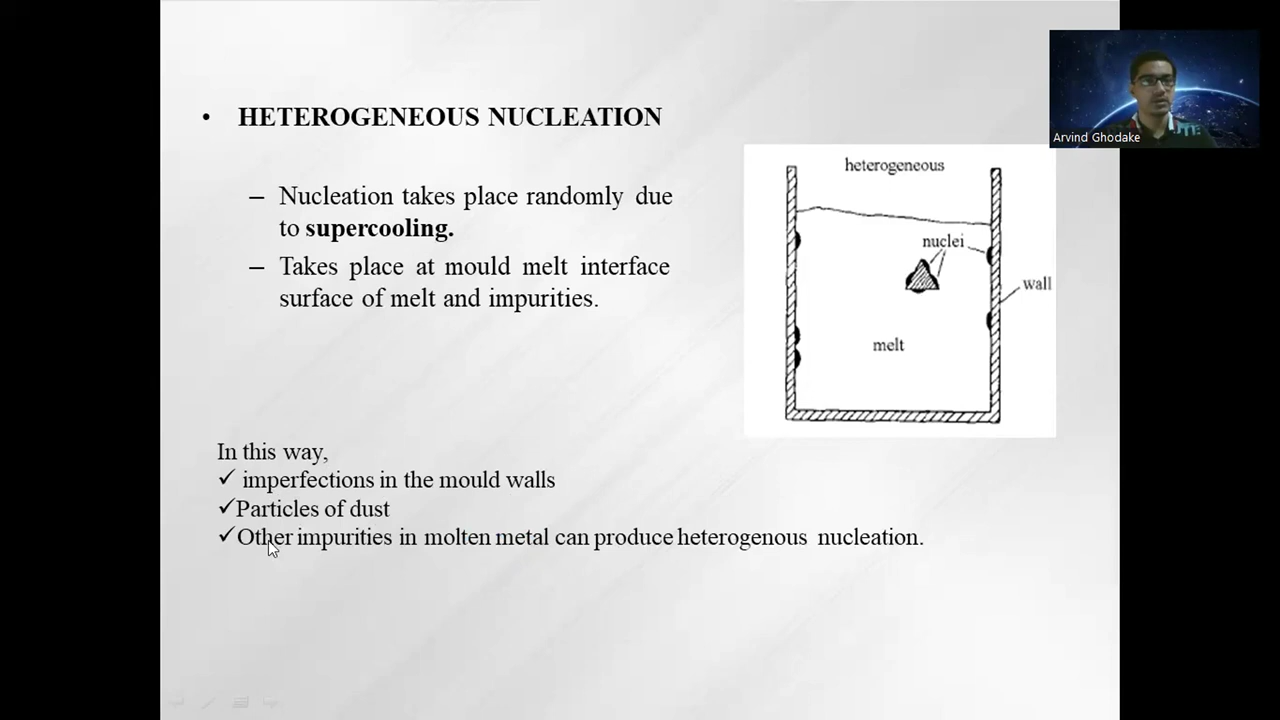 • HETEROGENEOUS NUCLEATION
– Nucleation takes place randomly due
to supercooling.
– Takes place at mould melt interface
surface of melt and impurities.
In this way,
✓ imperfections in the mould walls
✓Particles of dust
✓Other impurities in molten metal can produce heterogenous nucleation.
heterogeneous
nuclei
wall
melt
Arvind Ghodake